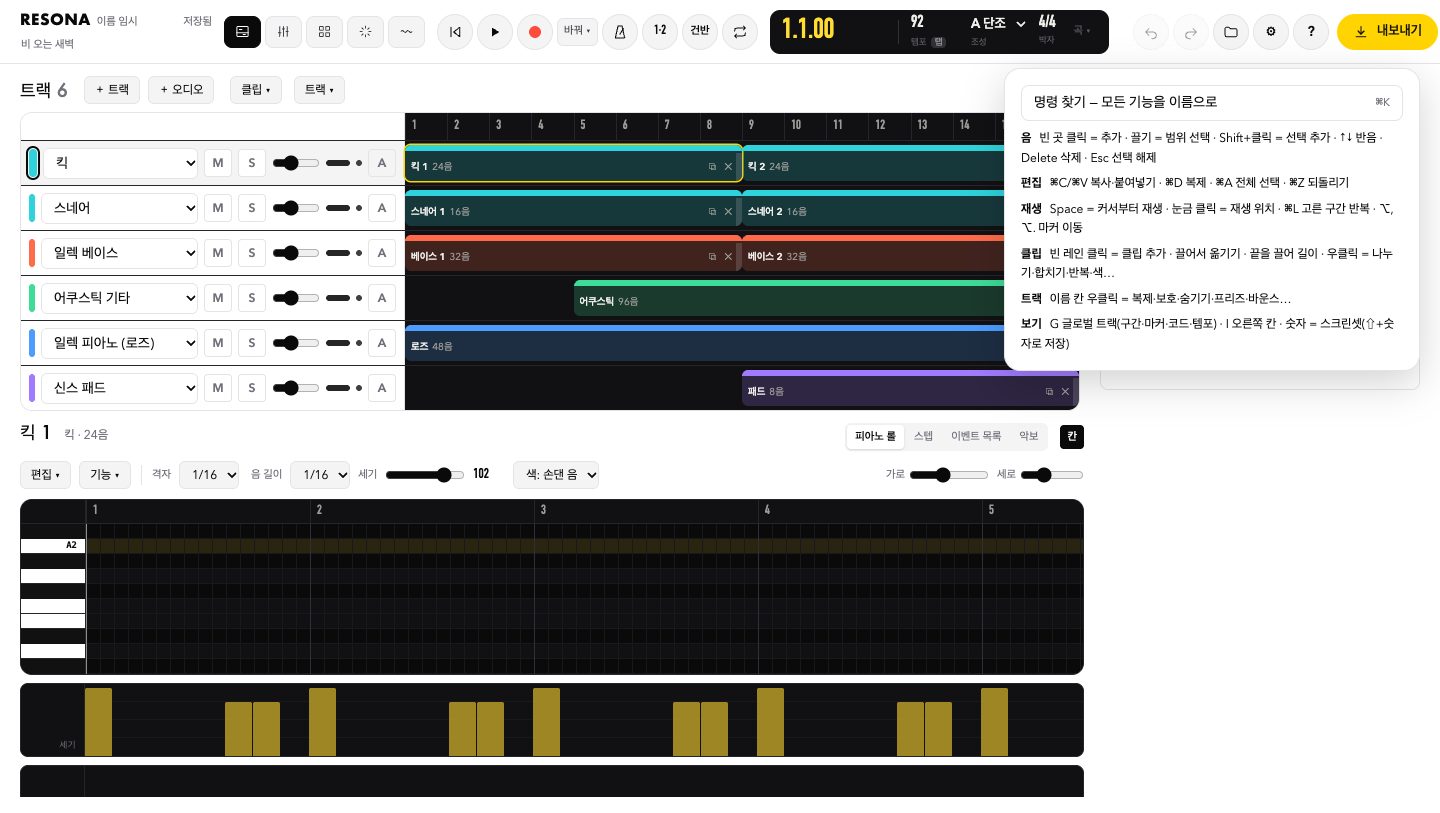 RESONA 이름 임시 저장됨
비 오는 새벽
바꿔 ▾
1·2
건반
1.1.00
92
템포 탭
A 단조
조성
4/4
박자
곡 ▾
?
내보내기
트랙 6
+ 트랙
+ 오디오
클립 ▾
트랙 ▾
1 2 3 4 5 6 7 8 9 10 11 12 13 14
명령 찾기 – 모든 기능을 이름으로 ⌘K
음 빈 곳 클릭 = 추가 · 끌기 = 범위 선택 · Shift+클릭 = 선택 추가 · ↑↓ 반음 ·
Delete 삭제 · Esc 선택 해제
편집 ⌘C/⌘V 복사·붙여넣기 · ⌘D 복제 · ⌘A 전체 선택 · ⌘Z 되돌리기
재생 Space = 커서부터 재생 · 눈금 클릭 = 재생 위치 · ⌘L 고른 구간 반복 · ⌥,
⌥. 마커 이동
클립 빈 레인 클릭 = 클립 추가 · 끌어서 옮기기 · 끝을 끌어 길이 · 우클릭 = 나누
기·합치기·반복·색…
트랙 이름 칸 우클릭 = 복제·보호·숨기기·프리즈·바운스…
보기 G 글로벌 트랙(구간·마커·코드·템포) · I 오른쪽 칸 · 숫자 = 스크린셋(⇧+숫
자로 저장)
킥 M S A
킥 1 24음
킥 2 24음
스네어 M S A
스네어 1 16음
스네어 2 16음
일렉 베이스 M S A
베이스 1 32음
베이스 2 32음
어쿠스틱 기타 M S A
어쿠스틱 96음
일렉 피아노 (로즈) M S A
로즈 48음
신스 패드 M S A
패드 8음
킥 1 킥 · 24음
피아노 롤
스텝
이벤트 목록
악보
칸
편집 ▾
기능 ▾
격자 1/16
음 길이 1/16
세기 102
색: 손댄 음
가로
세로
1 2 3 4 5
A2
세기